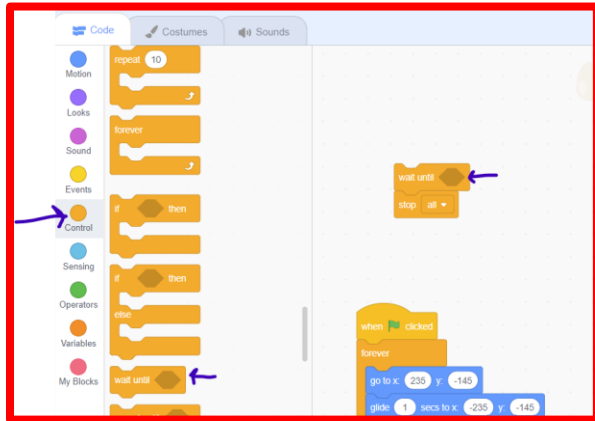 Code Costumes Sounds
Motion
Looks
Sound
Events
Control
Sensing
Operators
Variables
My Blocks
repeat 10
forever
if then
if then
else
wait until
wait until
stop all
when clicked
forever
go to x: 235 y: -145
glide 1 secs to x: -235 y: -145